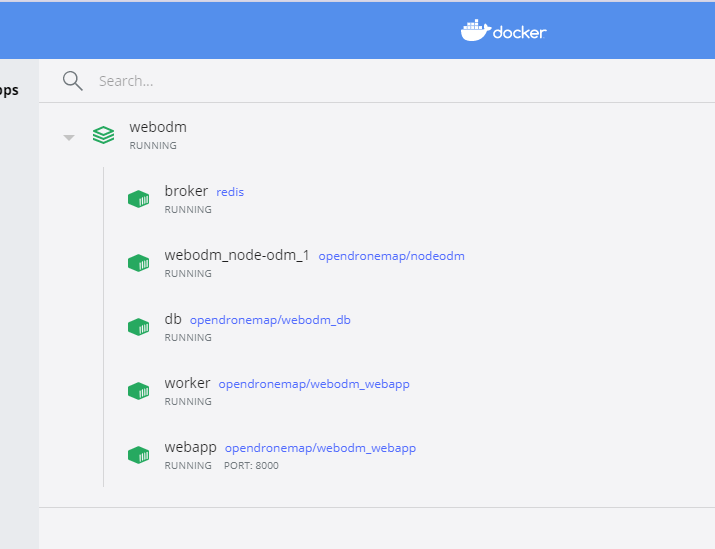 docker
pps
Search...
webodm
RUNNING
broker redis
RUNNING
webodm_node-odm_1 opendronemap/nodeodm
RUNNING
db opendronemap/webodm_db
RUNNING
worker opendronemap/webodm_webapp
RUNNING
webapp opendronemap/webodm_webapp
RUNNING PORT: 8000